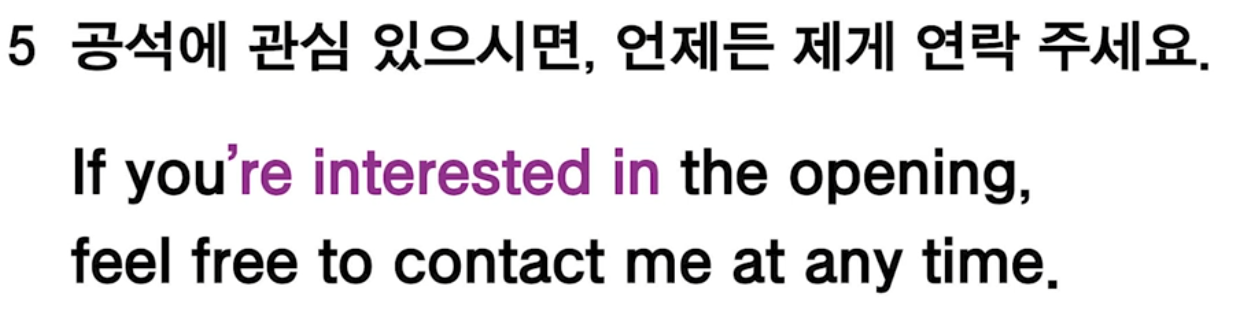 5 공석에 관심 있으시면, 언제든 제게 연락 주세요.
If you're interested in the opening,
feel free to contact me at any time.